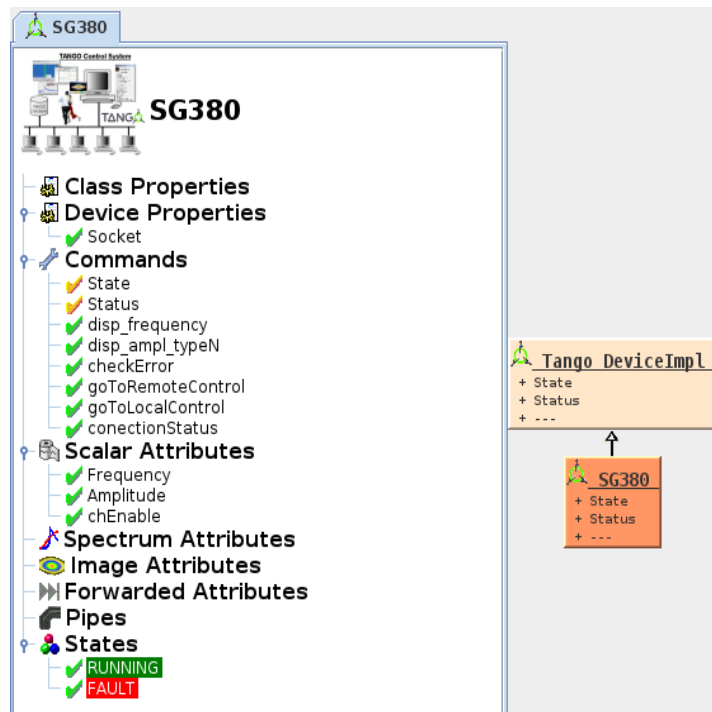 SG380
TANGO Control System
TANGO
SG380
Class Properties
Device Properties
Socket
Commands
State
Status
disp_frequency
disp_ampl_typeN
checkError
goToRemoteControl
goToLocalControl
conectionStatus
Scalar Attributes
Frequency
Amplitude
chEnable
Spectrum Attributes
Image Attributes
Forwarded Attributes
Pipes
States
RUNNING
FAULT
Tango DeviceImpl
+ State
+ Status
+ ---
SG380
+ State
+ Status
+ ---